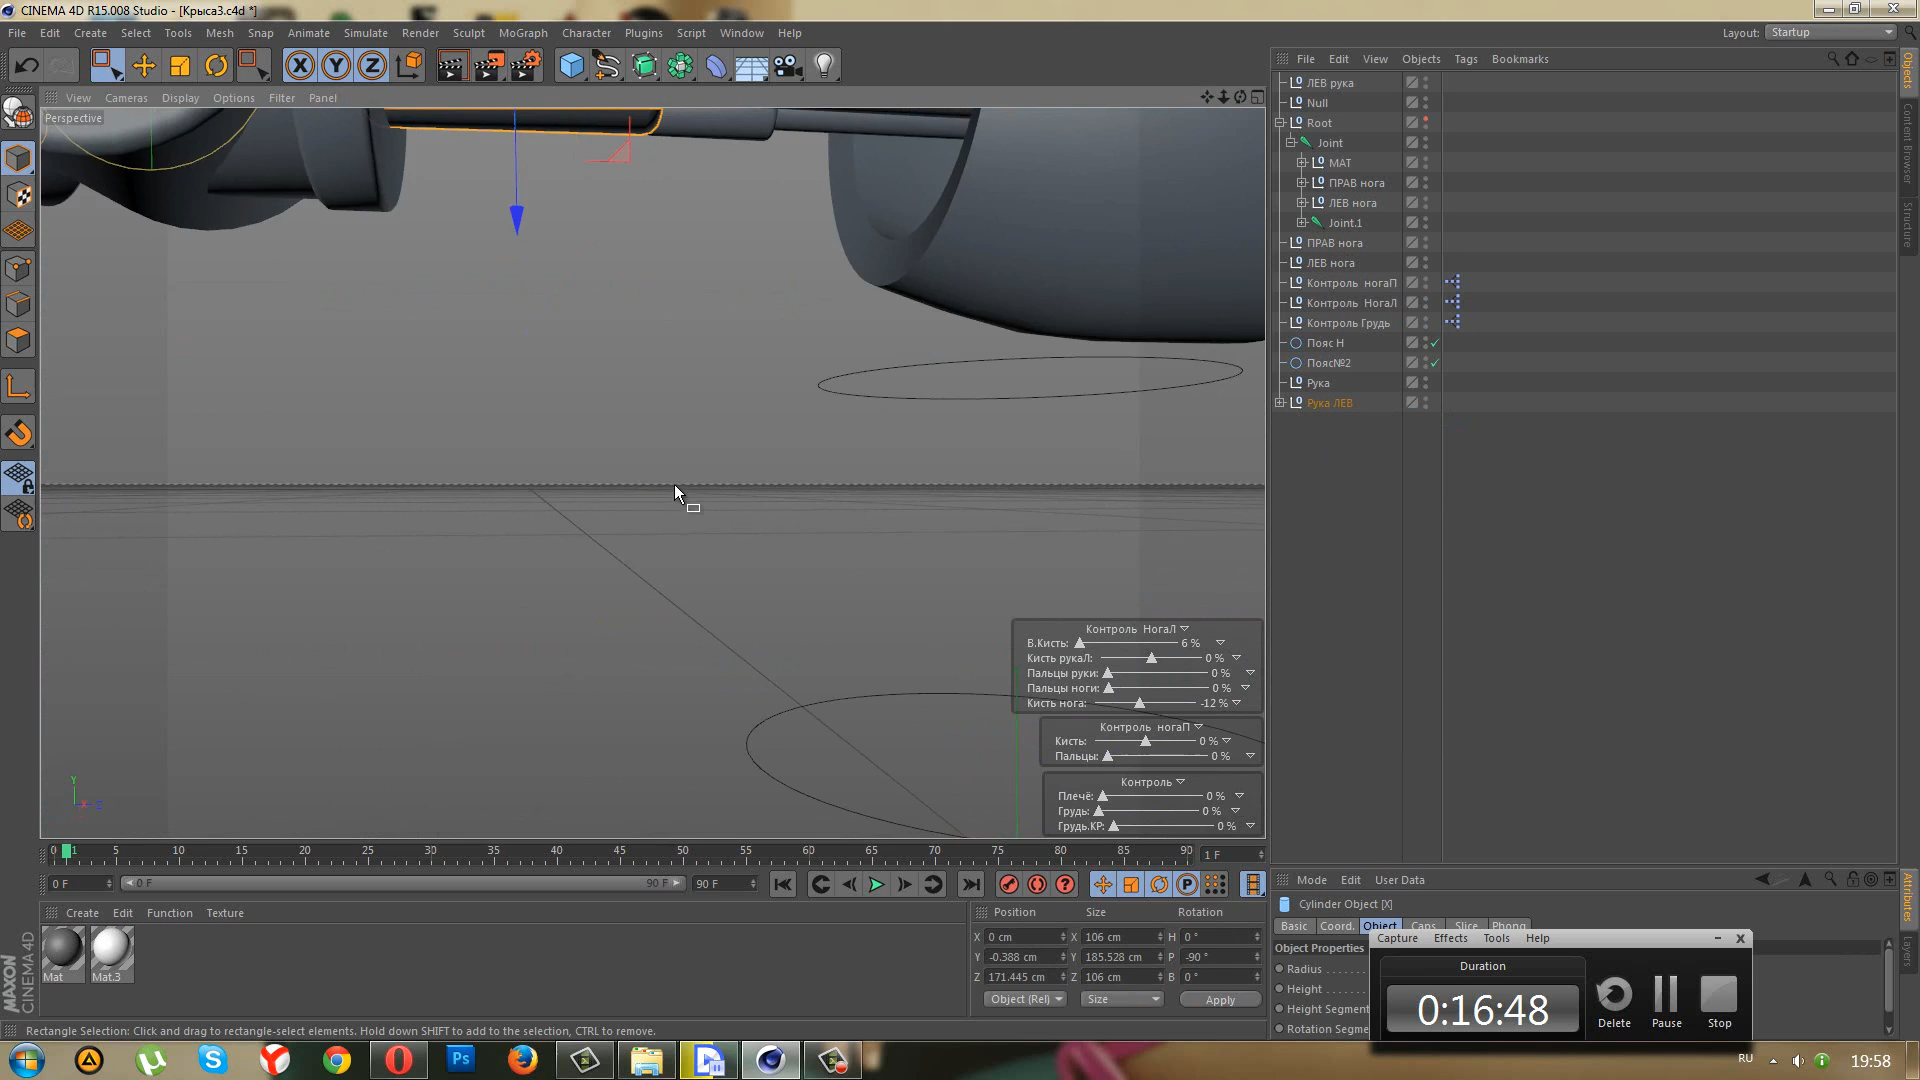 CINEMA 4D R15.008 Studio - [Крыса3.c4d *]
File Edit Create Select Tools Mesh Snap Animate Simulate Render Sculpt MoGraph Character Plugins Script Window Help
Layout: Startup
View Cameras Display Options Filter Panel
Perspective
File Edit View Objects Tags Bookmarks
ЛЕВ рука
Null
Root
Joint
МАТ
ПРАВ нога
ЛЕВ нога
Joint.1
ПРАВ нога
ЛЕВ нога
Контроль ногаП
Контроль НогаЛ
Контроль Грудь
Пояс Н
Пояс№2
Рука
Рука ЛЕВ
Objects
Content Browser
Structure
Контроль НогаЛ
В.Кисть: 6 %
Кисть рукаЛ: 0 %
Пальцы руки: 0 %
Пальцы ноги: 0 %
Кисть нога: -12 %
Контроль ногаП
Кисть: 0 %
Пальцы: 0 %
Контроль
Плечё: 0 %
Грудь: 0 %
Грудь.КР: 0 %
Y
X
Z
0 1 5 10 15 20 25 30 35 40 45 50 55 60 65 70 75 80 85 90 1 F
0 F 0 F 90 F 90 F
Create Edit Function Texture
Mat Mat.3
MAXON CINEMA 4D
Position Size Rotation
X 0 cm X 106 cm H 0 °
Y -0.388 cm Y 185.528 cm P -90 °
Z 171.445 cm Z 106 cm B 0 °
Object (Rel) Size Apply
Mode Edit User Data
Cylinder Object [X]
Basic Coord. Object Caps Slice Phong
Object Properties
Radius
Height
Height Segment
Rotation Segme
Attributes
Layers
Capture Effects Tools Help
Duration
0:16:48
Delete Pause Stop
Rectangle Selection: Click and drag to rectangle-select elements. Hold down SHIFT to add to the selection, CTRL to remove.
Ps
RU
19:58